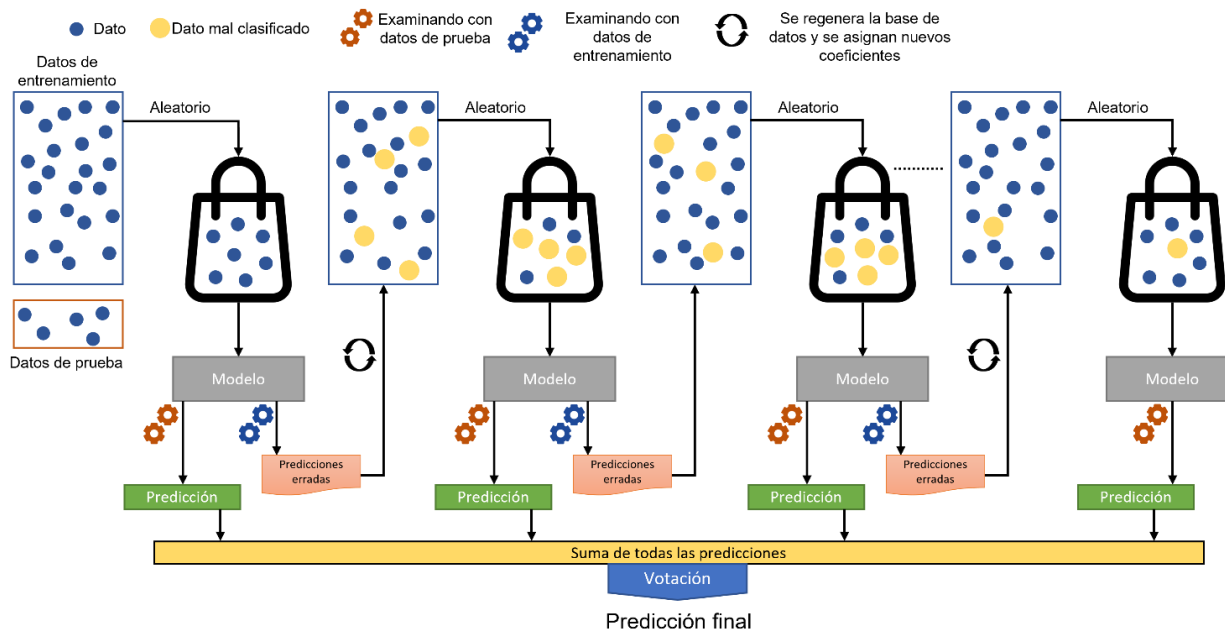 Dato
Dato mal clasificado
Examinando con
datos de prueba
Examinando con
datos de
entrenamiento
Se regenera la base de
datos y se asignan nuevos
coeficientes
Datos de
entrenamiento
Aleatorio
Aleatorio
Aleatorio
Aleatorio
Datos de prueba
Modelo
Modelo
Modelo
Modelo
Predicciones
erradas
Predicciones
erradas
Predicciones
erradas
Predicción
Predicción
Predicción
Predicción
Suma de todas las predicciones
Votación
Predicción final